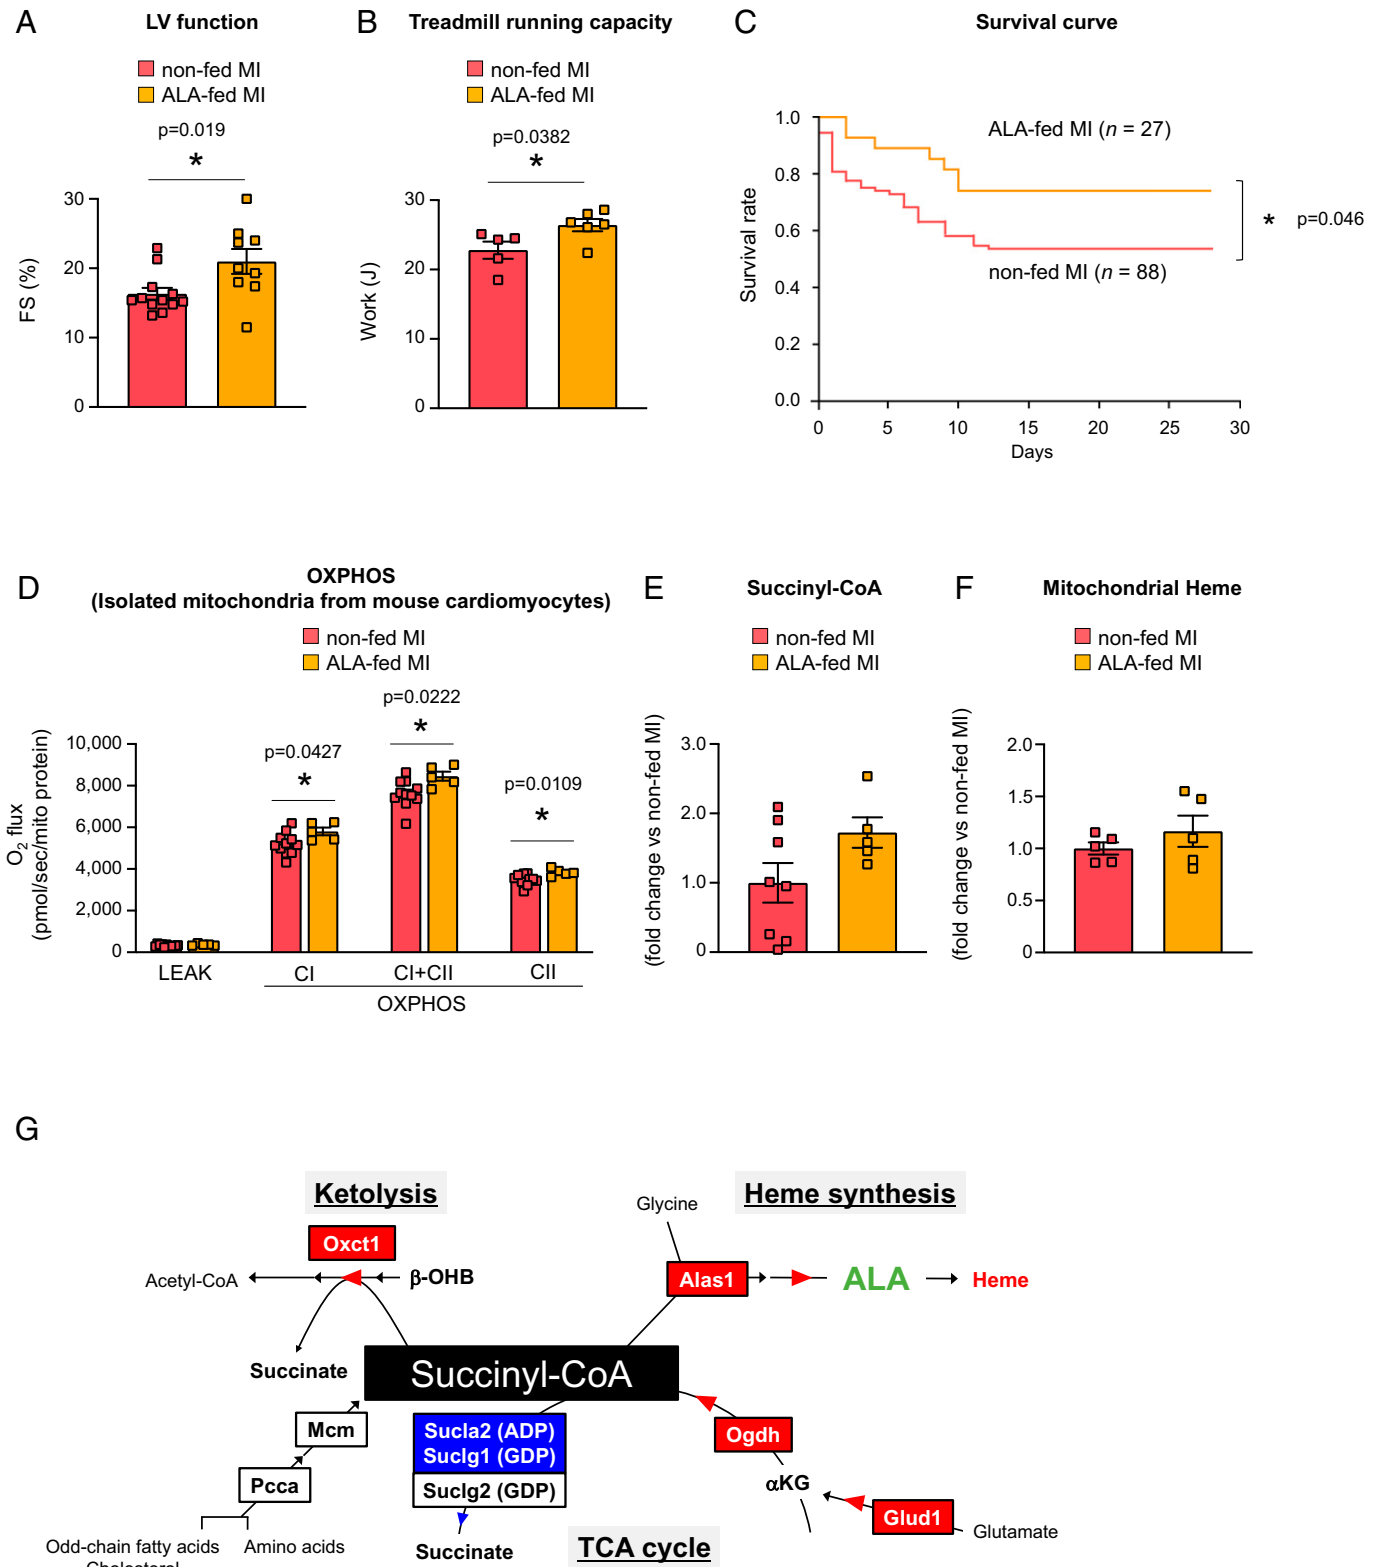 A
LV function
non-fed MI
ALA-fed MI
p=0.019
*
30
20
10
0
FS (%)
B
Treadmill running capacity
non-fed MI
ALA-fed MI
p=0.0382
*
30
20
10
0
Work (J)
C
Survival curve
1.0
0.8
0.6
0.4
0.2
0.0
Survival rate
ALA-fed MI (n = 27)
non-fed MI (n = 88)
* p=0.046
0 5 10 15 20 25 30
Days
D
OXPHOS
(Isolated mitochondria from mouse cardiomyocytes)
non-fed MI
ALA-fed MI
p=0.0427
*
p=0.0222
*
p=0.0109
*
10,000
8,000
6,000
4,000
2,000
0
O2 flux
(pmol/sec/mito protein)
LEAK CI CI+CII CII
OXPHOS
E
Succinyl-CoA
non-fed MI
ALA-fed MI
3.0
2.0
1.0
0
(fold change vs non-fed MI)
F
Mitochondrial Heme
non-fed MI
ALA-fed MI
2.0
1.5
1.0
0.5
0
(fold change vs non-fed MI)
G
Ketolysis
Oxct1
Acetyl-CoA
β-OHB
Succinate
Glycine
Heme synthesis
Alas1
ALA
Heme
Succinyl-CoA
Mcm
Pcca
Odd-chain fatty acids
Cholesterol
Amino acids
Sucla2 (ADP)
Suclg1 (GDP)
Suclg2 (GDP)
Succinate
TCA cycle
Ogdh
αKG
Glud1
Glutamate